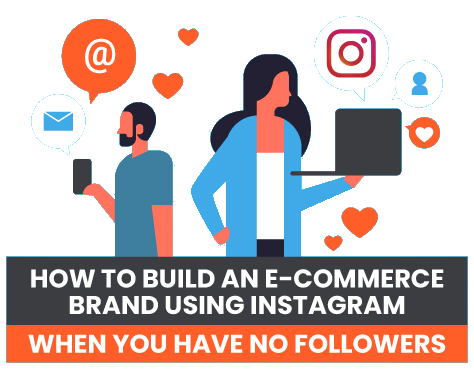 @
HOW TO BUILD AN E-COMMERCE
BRAND USING INSTAGRAM
WHEN YOU HAVE NO FOLLOWERS